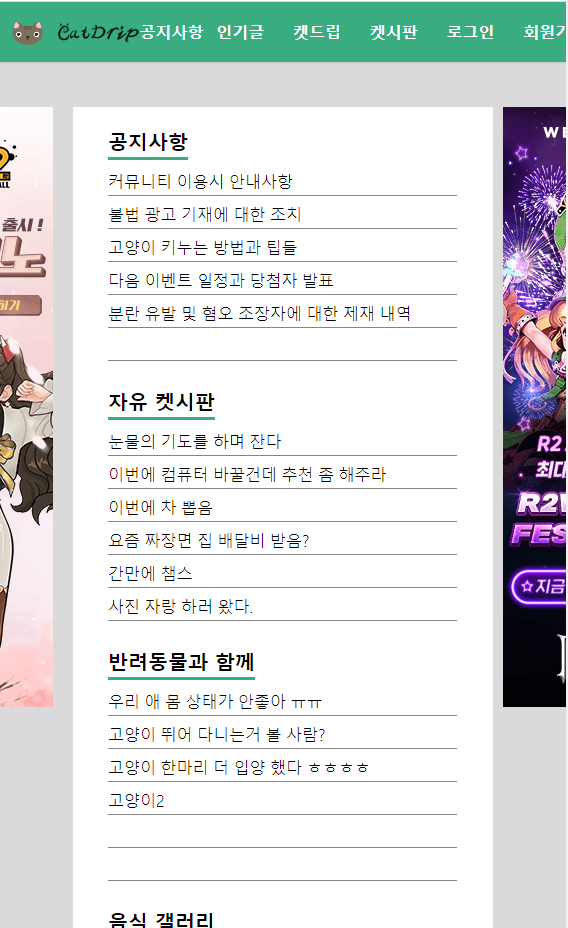 CatDrip 공지사항 인기글 켓드립 켓시판 로그인 회원가
공지사항
커뮤니티 이용시 안내사항
불법 광고 기재에 대한 조치
고양이 키누는 방법과 팁들
다음 이벤트 일정과 당첨자 발표
분란 유발 및 혐오 조장자에 대한 제재 내역
자유 켓시판
눈물의 기도를 하며 잔다
이번에 컴퓨터 바꿀건데 추천 좀 해주라
이번에 차 뽑음
요즘 짜장면 집 배달비 받음?
간만에 챔스
사진 자랑 하러 왔다.
반려동물과 함께
우리 애 몸 상태가 안좋아 ㅠㅠ
고양이 뛰어 다니는거 볼 사람?
고양이 한마리 더 입양 했다 ㅎㅎㅎㅎ
고양이2
음식 갤러리
출시 !
하기
WE
R2
최대
R2
FES
☆지금